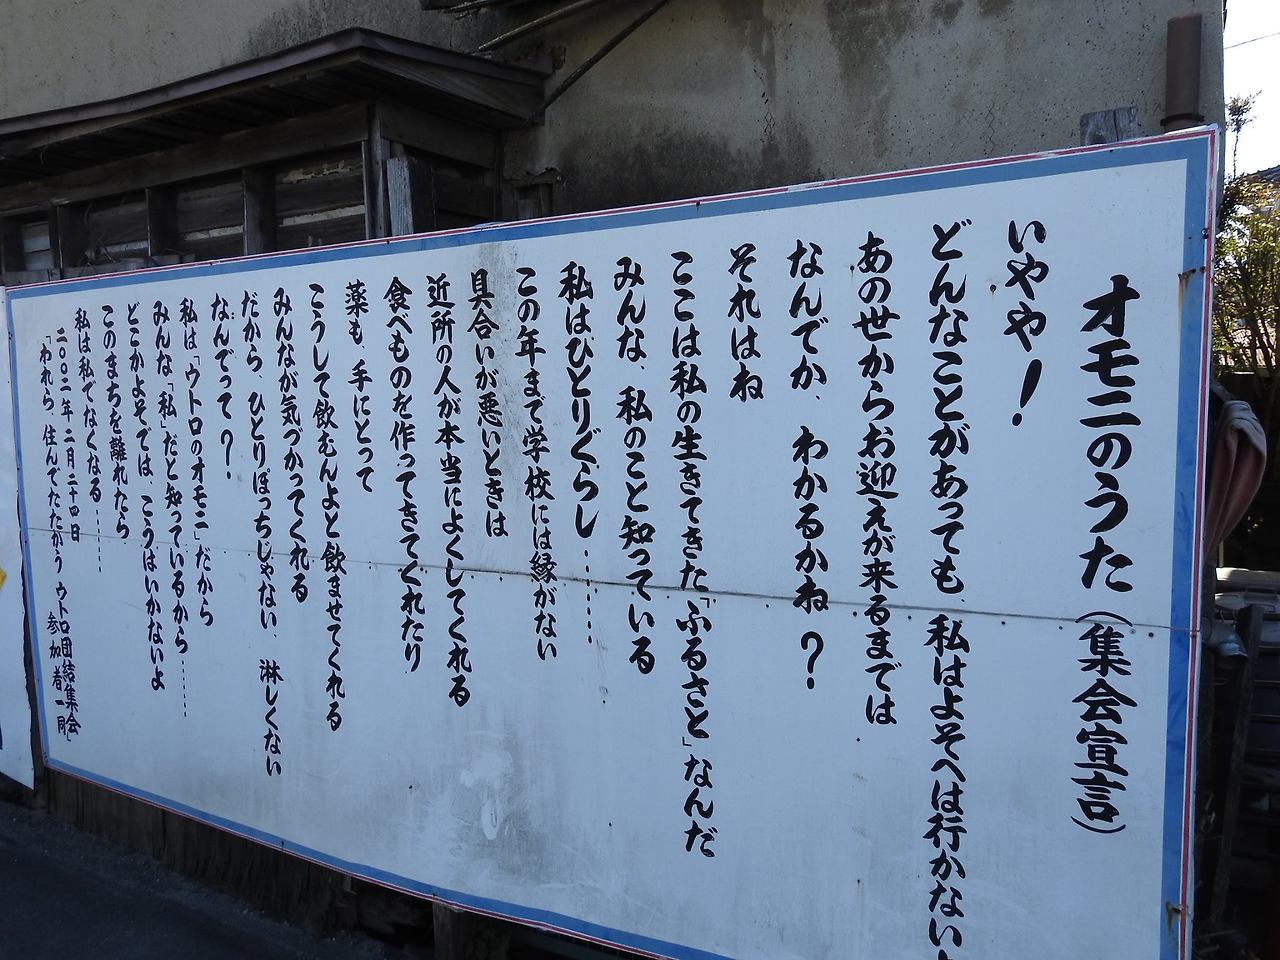 オモニのうた（集会宣言）
いやや！
どんなことがあっても、私はよそへは行かない
あの世からお迎えが来るまでは
なんでか、わかるかね？
それはね
ここは私の生きてきた「ふるさと」なんだ
みんな、私のこと知っている
私はひとりぐらし………
この年まで学校には縁がない
具合いが悪いときは
近所の人が本当によくしてくれる
食べものを作ってきてくれたり
薬も、手にとって
こうして飲むんよと飲ませてくれる
みんなが気づかってくれる
だから、ひとりぼっちじゃない、淋しくない
なんでって？
私は「ウトロのオモニ」だから
みんな「私」だと知っているから……
どこかよそでは、こうはいかないよ
このまちを離れたら
私は私でなくなる………
二〇〇二年二月二十四日
「われら 住んでたたかう ウトロ団結集会」
参加者一同